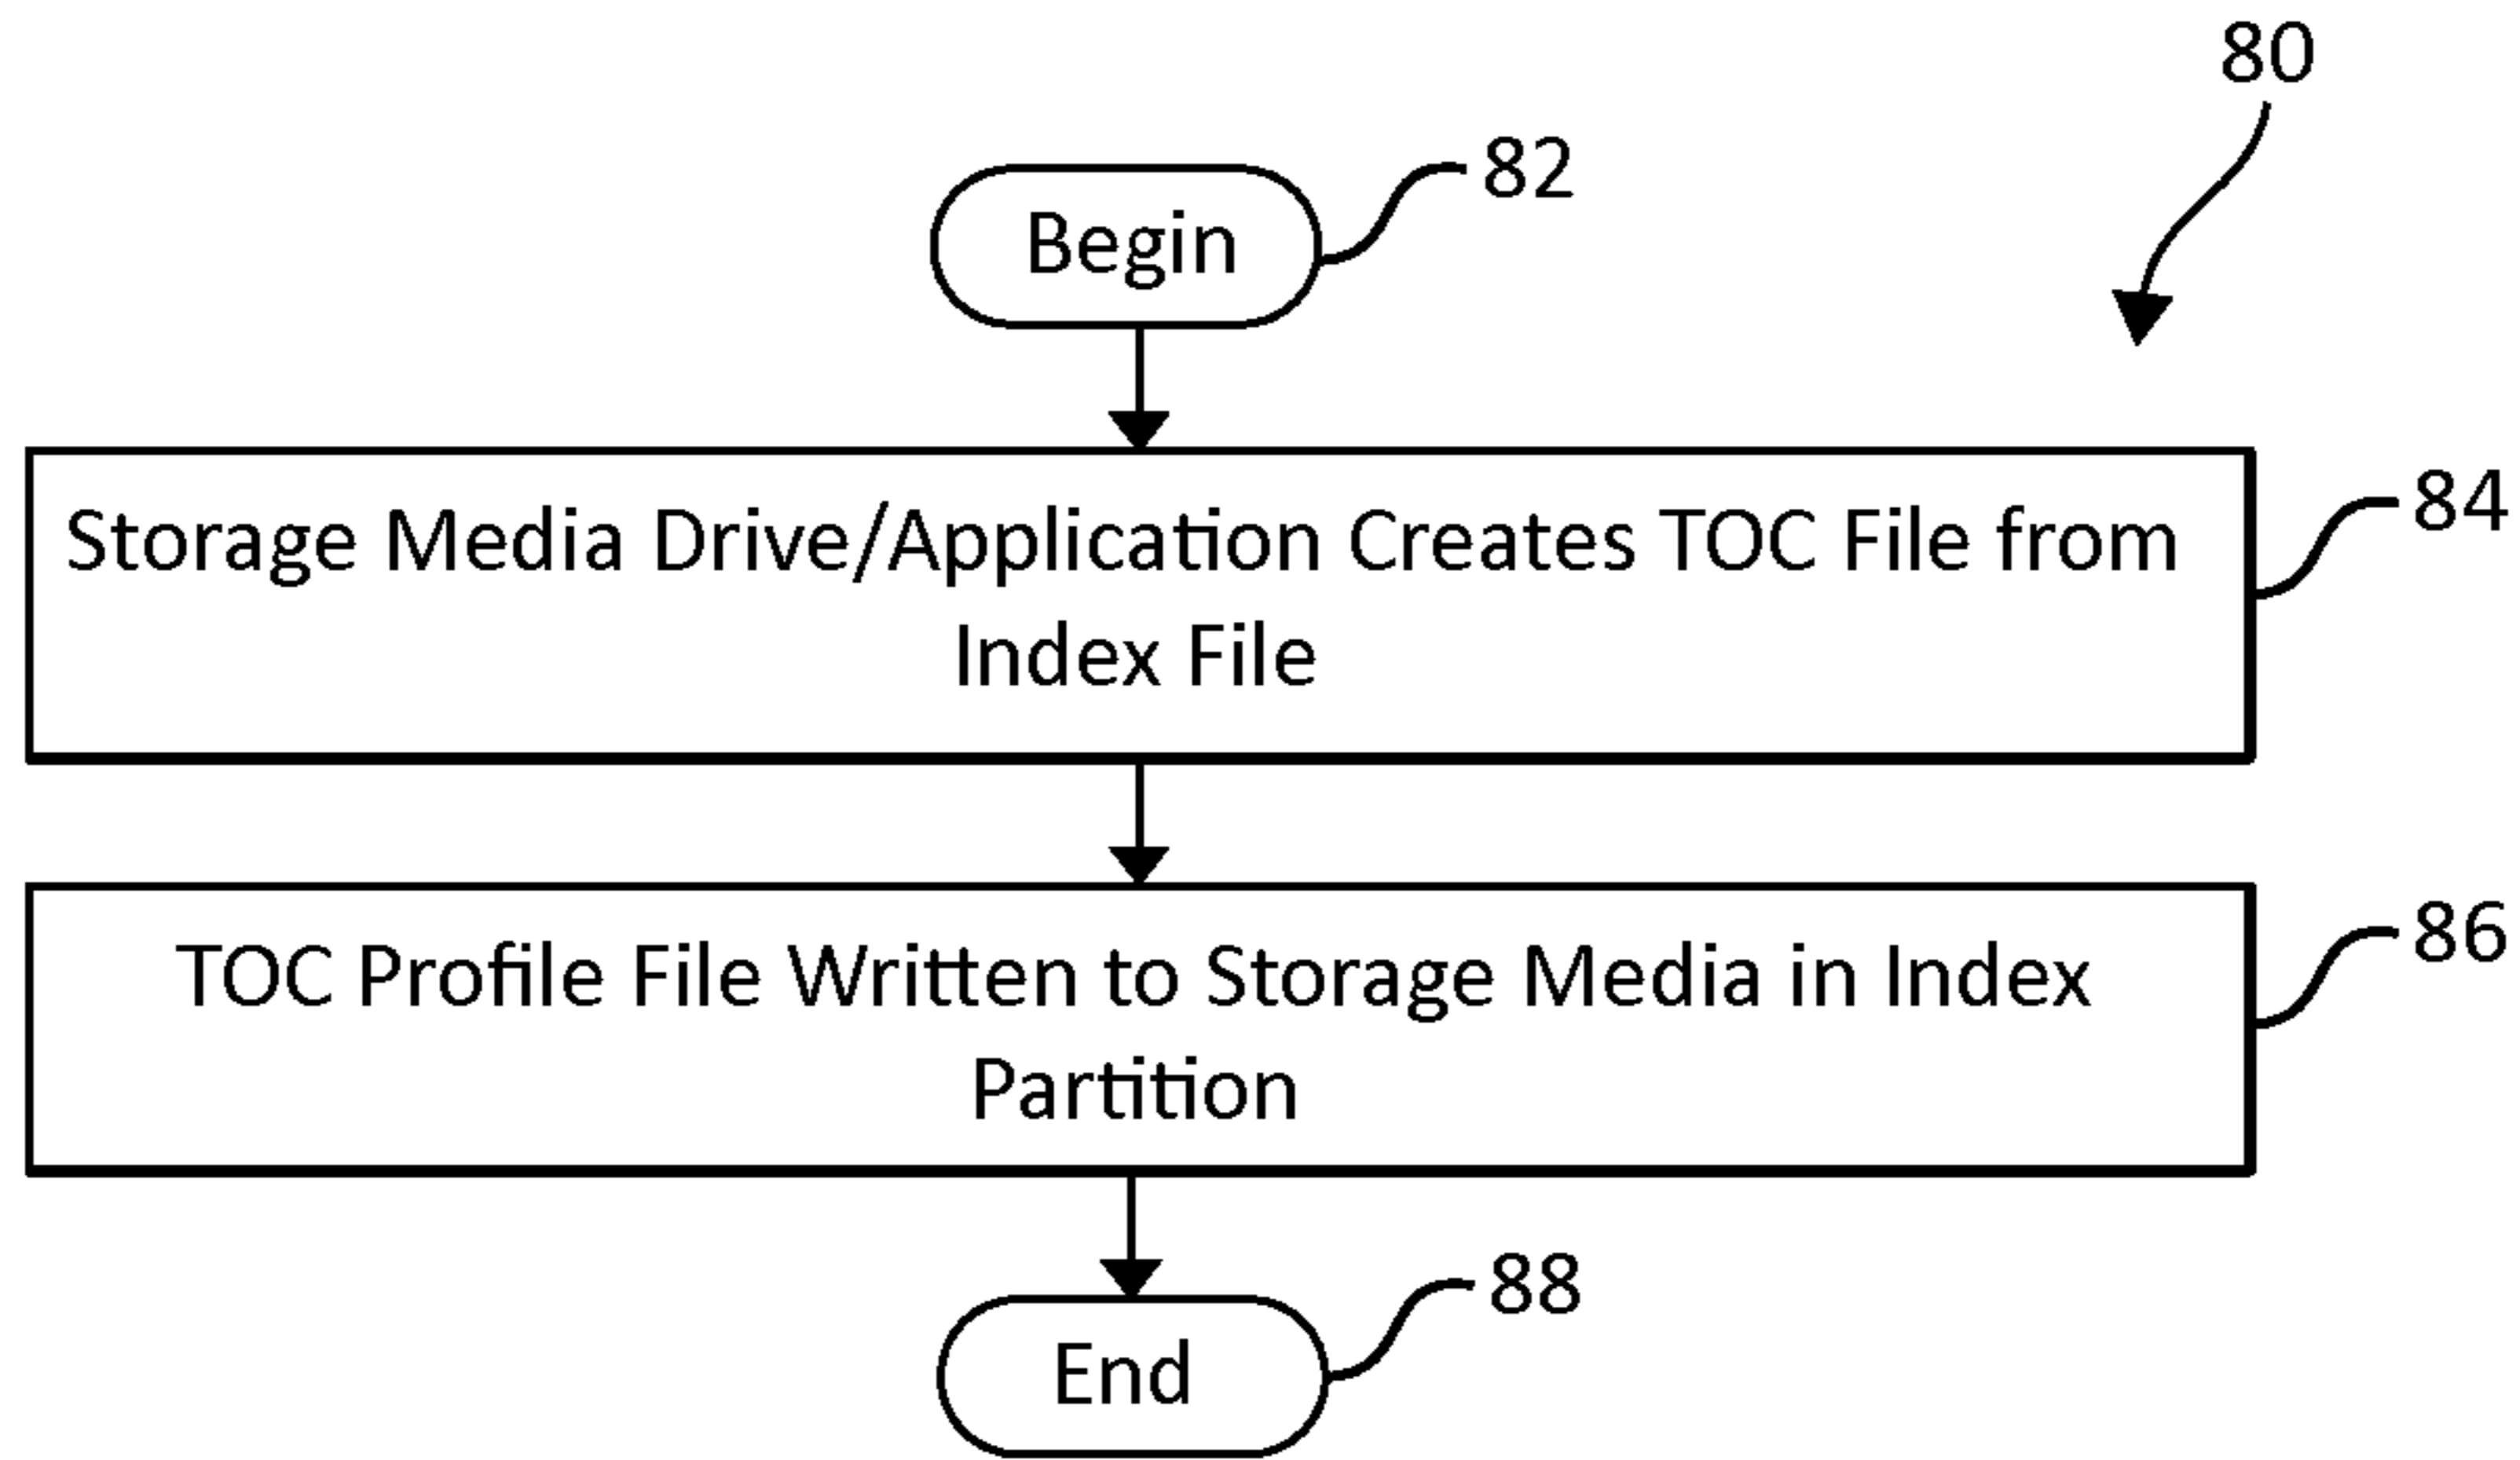 80
82
Begin
84
Storage Media Drive/Application Creates TOC File from
Index File
86
TOC Profile File Written to Storage Media in Index
Partition
88
End